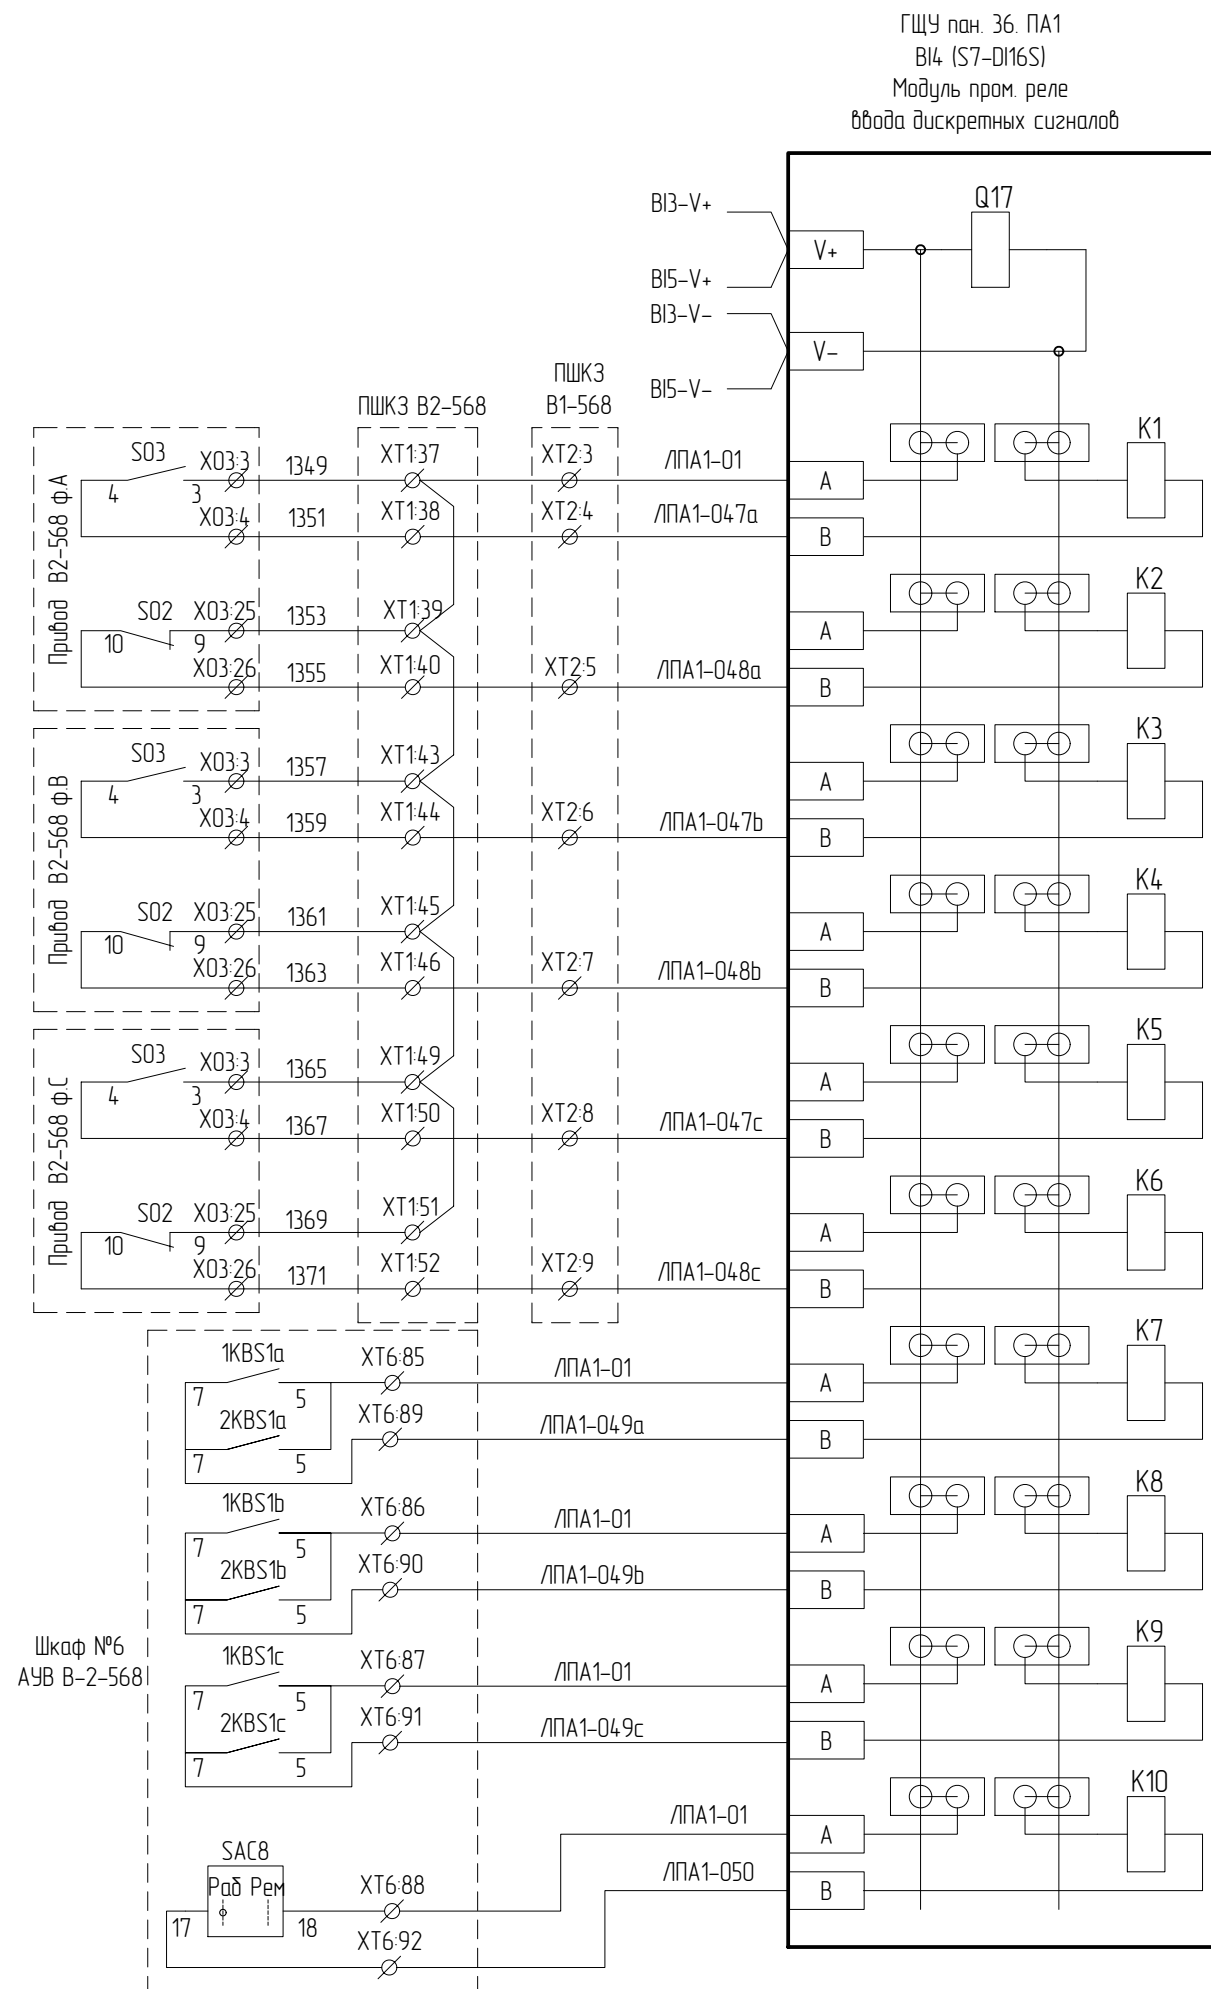 ГЩУ пан. 36. ПА1
BI4 (S7-DI16S)
Модуль пром. реле
ввода дискретных сигналов
BI3-V+
Q17
V+
BI5-V+
BI3-V-
V-
BI5-V-
ПШКЗ В2-568
ПШКЗ
В1-568
Привод В2-568 ф.А
S03
4
3
X03:3
1349
XT1:37
XT2:3
ЛПА1-01
A
K1
X03:4
1351
XT1:38
XT2:4
ЛПА1-047a
B
S02
10
9
X03:25
1353
XT1:39
A
K2
X03:26
1355
XT1:40
XT2:5
ЛПА1-048a
B
Привод В2-568 ф.В
S03
4
3
X03:3
1357
XT1:43
A
K3
X03:4
1359
XT1:44
XT2:6
ЛПА1-047b
B
S02
10
9
X03:25
1361
XT1:45
A
K4
X03:26
1363
XT1:46
XT2:7
ЛПА1-048b
B
Привод В2-568 ф.С
S03
4
3
X03:3
1365
XT1:49
A
K5
X03:4
1367
XT1:50
XT2:8
ЛПА1-047c
B
S02
10
9
X03:25
1369
XT1:51
A
K6
X03:26
1371
XT1:52
XT2:9
ЛПА1-048c
B
1KBS1a
7
5
XT6:85
ЛПА1-01
A
K7
2KBS1a
7
5
XT6:89
ЛПА1-049a
B
1KBS1b
7
5
XT6:86
ЛПА1-01
A
K8
2KBS1b
7
5
XT6:90
ЛПА1-049b
B
Шкаф №6
АУВ В-2-568
1KBS1c
7
5
XT6:87
ЛПА1-01
A
K9
2KBS1c
7
5
XT6:91
ЛПА1-049c
B
ЛПА1-01
A
K10
ЛПА1-050
B
SAC8
Раб Рем
17
18
XT6:88
XT6:92